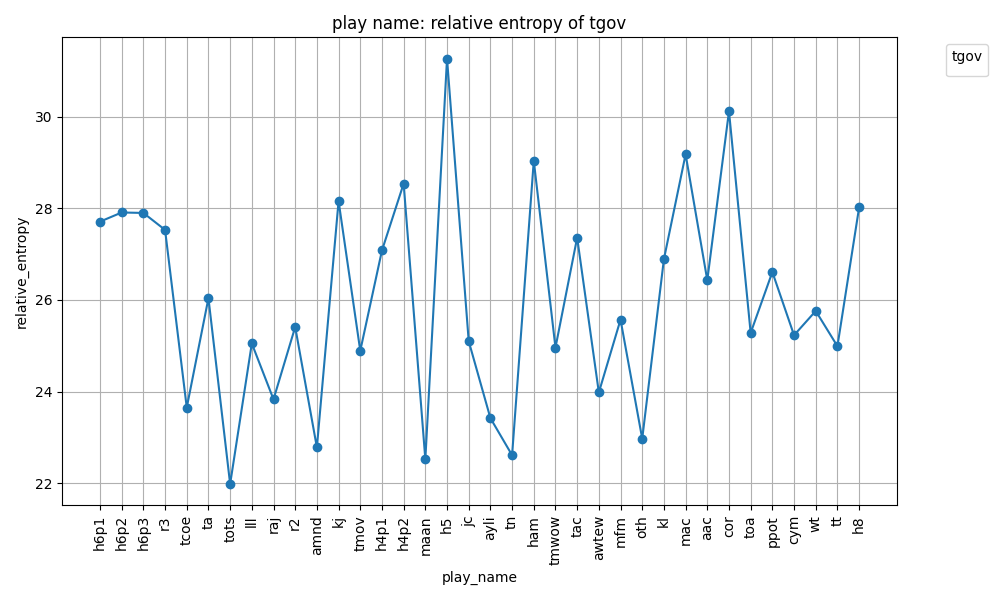 play name: relative entropy of tgov
tgov
relative_entropy
30
28
26
24
22
h6p1
h6p2
h6p3
r3
tcoe
ta
tots
lll
raj
r2
amnd
kj
tmov
h4p1
h4p2
maan
h5
jc
ayli
tn
ham
tmwow
tac
awtew
mfm
oth
kl
mac
aac
cor
toa
ppot
cym
wt
tt
h8
play_name